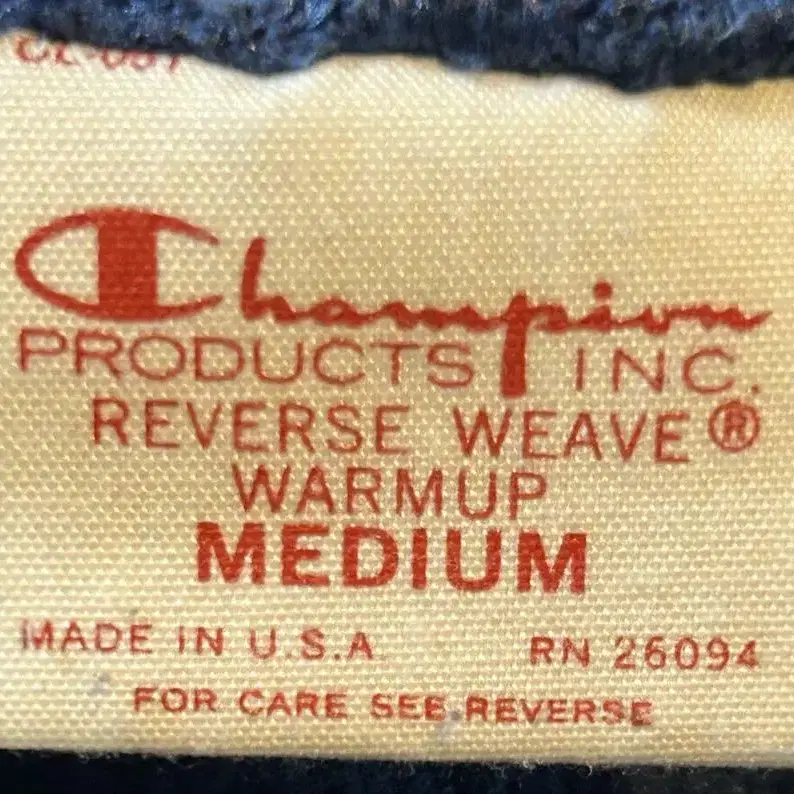 Champion
PRODUCTS INC.
REVERSE WEAVE®
WARMUP
MEDIUM
MADE IN U.S.A.
RN 26094
FOR CARE SEE REVERSE